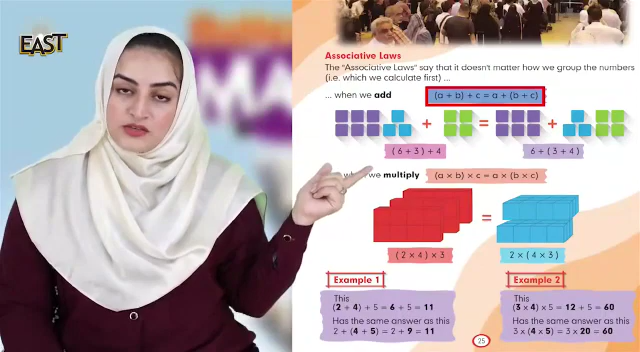 EAST
Associative Laws
The "Associative Laws" say that it doesn't matter how we group the numbers
(i.e. which we calculate first) ...
... when we add
(a + b) + c = a + (b + c)
+ = +
(6 + 3) + 4
6 + (3 + 4)
we multiply
(a × b) × c = a × (b × c)
=
(2 × 4) × 3
2 × (4 × 3)
Example 1
This
(2 + 4) + 5 = 6 + 5 = 11
Has the same answer as this
2 + (4 + 5) = 2 + 9 = 11
Example 2
This
(3 × 4) × 5 = 12 × 5 = 60
Has the same answer as this
3 × (4 × 5) = 3 × 20 = 60
25